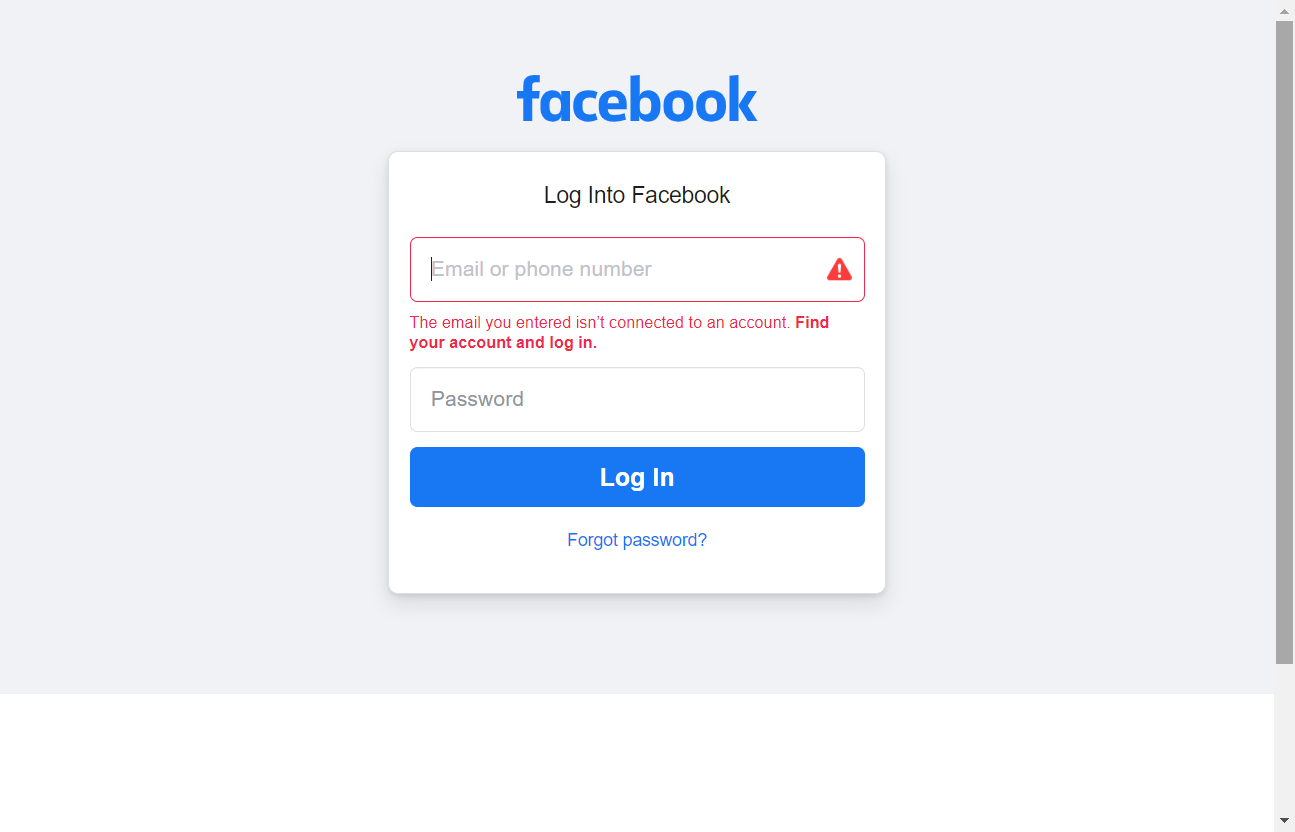 facebook
Log Into Facebook
Email or phone number
The email you entered isn’t connected to an account. Find
your account and log in.
Password
Log In
Forgot password?